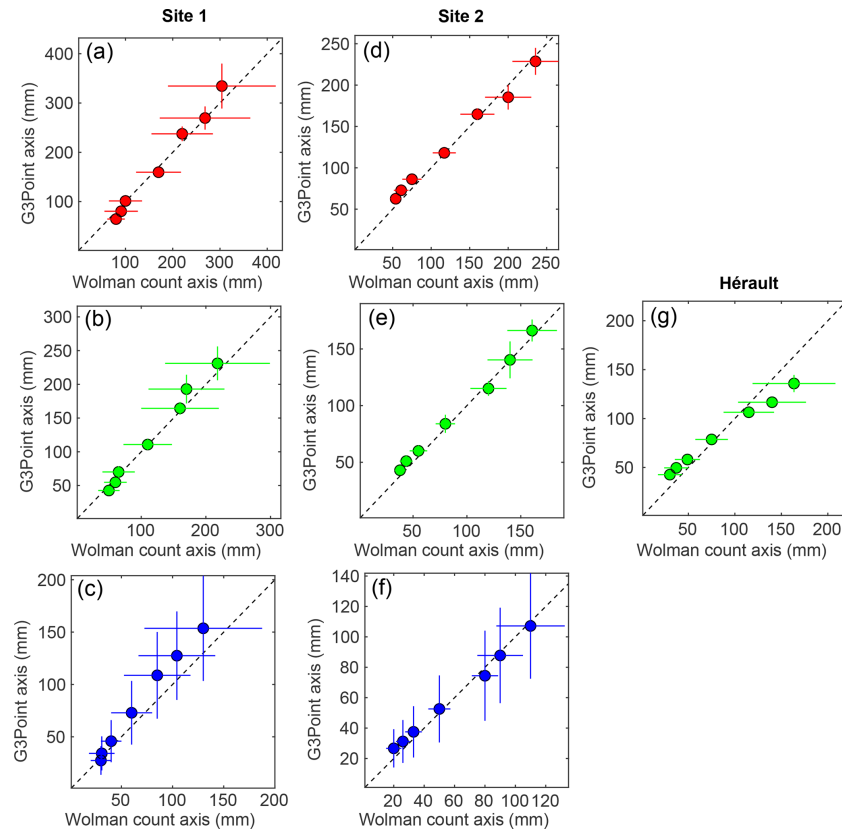 Site 1
Site 2
(a)
400
300
200
100
G3Point axis (mm)
100 200 300 400
Wolman count axis (mm)
(d)
250
200
150
100
50
G3Point axis (mm)
50 100 150 200 250
Wolman count axis (mm)
Hérault
(b)
300
250
200
150
100
50
G3Point axis (mm)
100 200 300
Wolman count axis (mm)
(e)
150
100
50
G3Point axis (mm)
50 100 150
Wolman count axis (mm)
(g)
200
150
100
50
G3Point axis (mm)
50 100 150 200
Wolman count axis (mm)
(c)
200
150
100
50
G3Point axis (mm)
50 100 150 200
Wolman count axis (mm)
(f)
140
120
100
80
60
40
20
G3Point axis (mm)
20 40 60 80 100 120
Wolman count axis (mm)